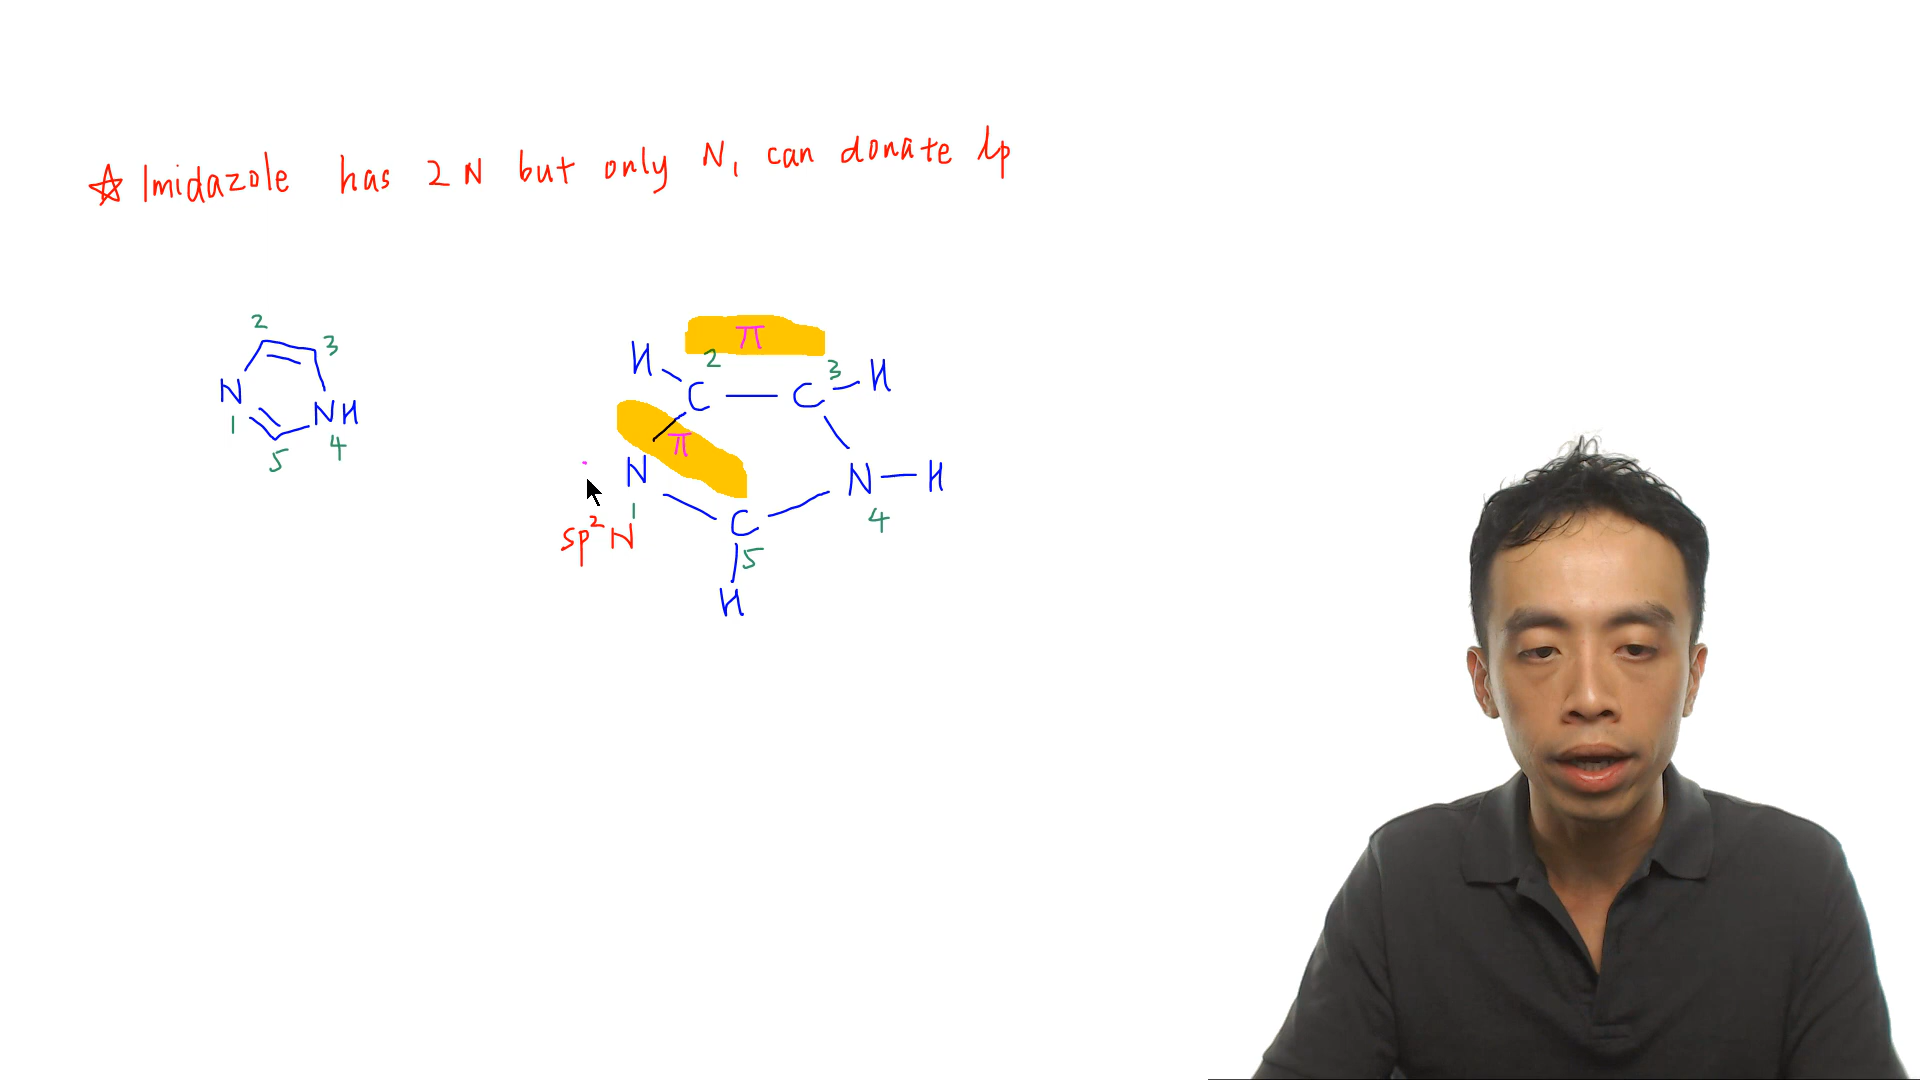 ☆ Imidazole has 2 N but only N₁ can donate lp
2
3
N
1
NH
4
5
π
H
2
3
H
C
C
π
N
1
N
H
4
sp² N
C
5
H